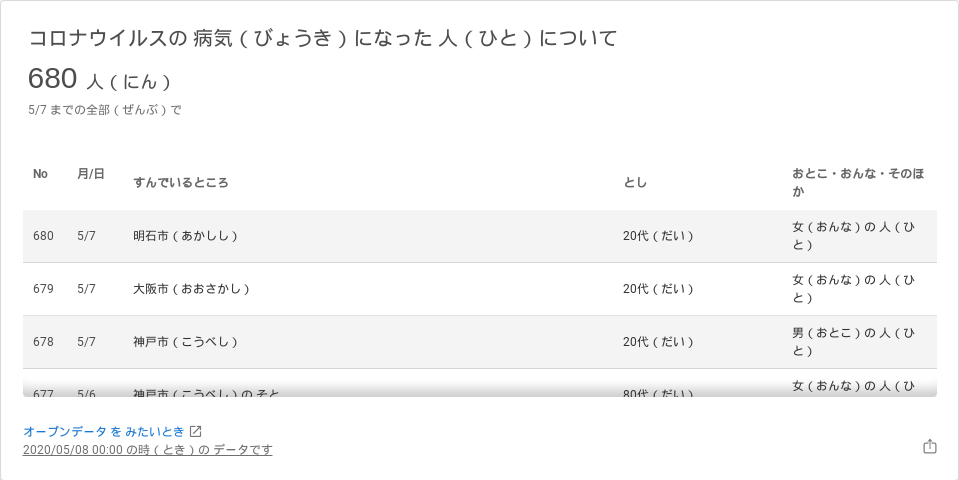 コロナウイルスの 病気 ( びょうき ) になった 人 ( ひと ) について
680 人 ( にん )
5/7 までの全部 ( ぜんぶ ) で
No 月/日 すんでいるところ とし おとこ・おんな・そのほ
か
680 5/7 明石市 ( あかしし ) 20代 ( だい ) 女 ( おんな ) の 人 ( ひ
と )
679 5/7 大阪市 ( おおさかし ) 20代 ( だい ) 女 ( おんな ) の 人 ( ひ
と )
678 5/7 神戸市 ( こうべし ) 20代 ( だい ) 男 ( おとこ ) の 人 ( ひ
と )
677 5/6 神戸市 ( こうべし ) の そと 80代 ( だい ) 女 ( おんな ) の 人 ( ひ
オープンデータ を みたいとき
2020/05/08 00:00 の時 ( とき ) の データです